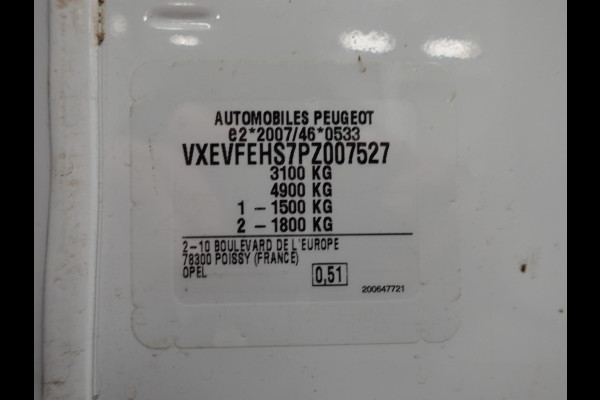 AUTOMOBILES PEUGEOT
e2*2007/46*0533
VXEVFEHS7PZ007527
3100 KG
4900 KG
1 – 1500 KG
2 – 1800 KG
2–10 BOULEVARD DE L'EUROPE
78300 POISSY (FRANCE)
OPEL
0,51
200647721